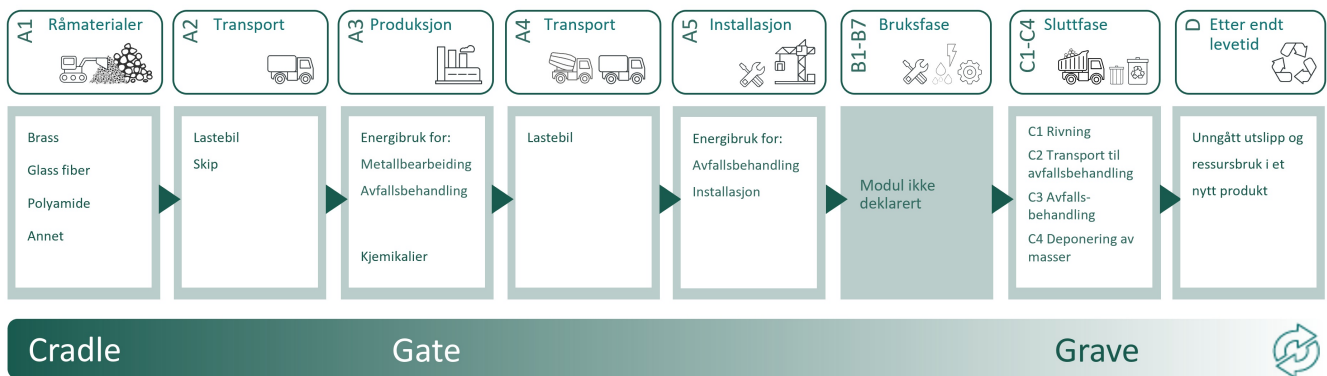 A1 Råmaterialer
A2 Transport
A3 Produksjon
A4 Transport
A5 Installasjon
B1-B7 Bruksfase
C1-C4 Sluttfase
D Etter endt
levetid
Brass
Glass fiber
Polyamide
Annet
Lastebil
Skip
Energibruk for:
Metallbearbeiding
Avfallsbehandling
Kjemikalier
Lastebil
Energibruk for:
Avfallsbehandling
Installasjon
Modul ikke
deklarert
C1 Rivning
C2 Transport til
avfallsbehandling
C3 Avfalls-
behandling
C4 Deponering av
masser
Unngått utslipp og
ressursbruk i et
nytt produkt
Cradle
Gate
Grave